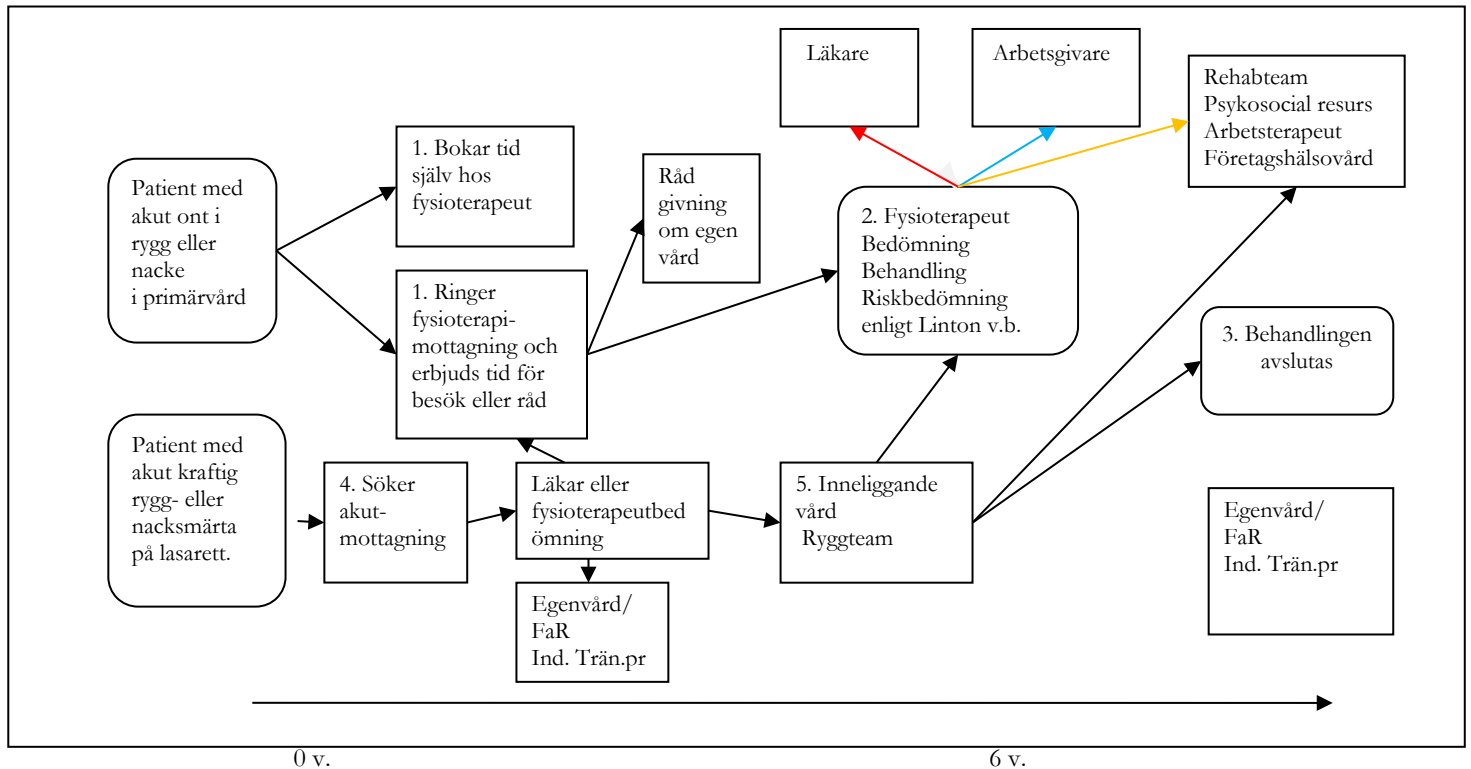 Läkare
Arbetsgivare
Rehabteam
Psykosocial resurs
Arbetsterapeut
Företagshälsovård
1. Bokar tid
själv hos
fysioterapeut
Patient med
akut ont i
rygg eller
nacke
i primärvård
Råd
givning
om egen
vård
2. Fysioterapeut
Bedömning
Behandling
Riskbedömning
enligt Linton v.b.
1. Ringer
fysioterapi-
mottagning och
erbjuds tid för
besök eller råd
3. Behandlingen
avslutas
Patient med
akut kraftig
rygg- eller
nacksmärta
på lasarett.
4. Söker
akut-
mottagning
Läkar eller
fysioterapeutbed
ömning
5. Inneliggande
vård
Ryggteam
Egenvård/
FaR
Ind. Trän.pr
Egenvård/
FaR
Ind. Trän.pr
0 v.
6 v.